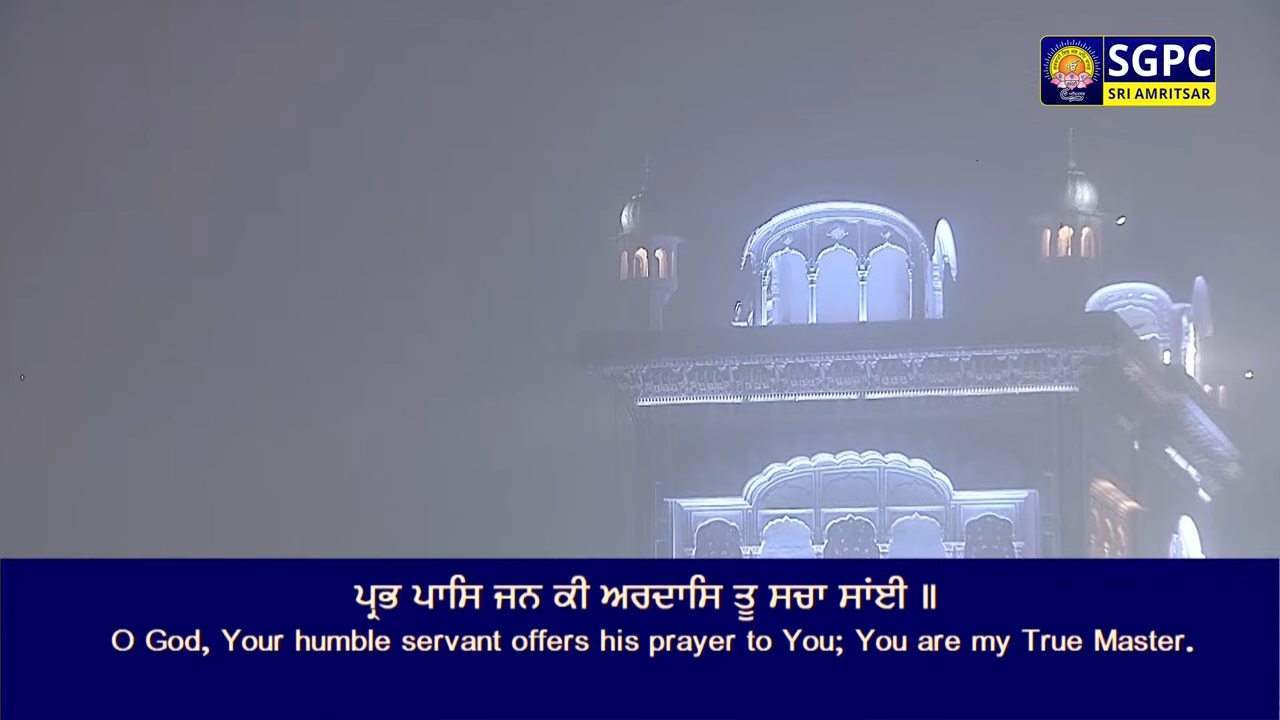 SGPC
SRI AMRITSAR
ਪ੍ਰਭ ਪਾਸਿ ਜਨ ਕੀ ਅਰਦਾਸਿ ਤੂ ਸਚਾ ਸਾਂਈ ॥
O God, Your humble servant offers his prayer to You; You are my True Master.